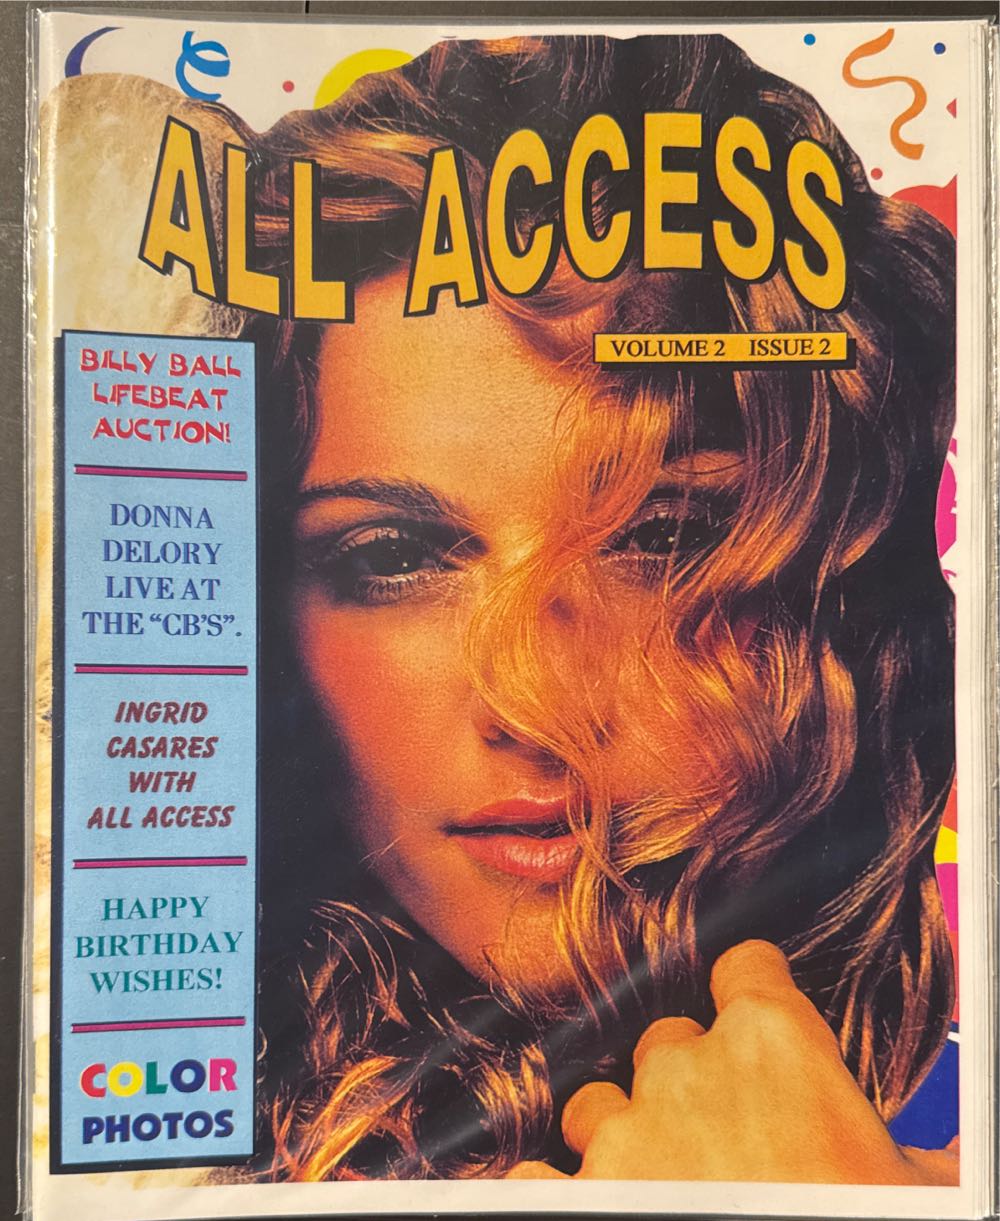 ALL ACCESS
VOLUME 2 ISSUE 2
BILLY BALL
LIFEBEAT
AUCTION!
DONNA
DELORY
LIVE AT
THE “CB'S”.
INGRID
CASARES
WITH
ALL ACCESS
HAPPY
BIRTHDAY
WISHES!
COLOR
PHOTOS